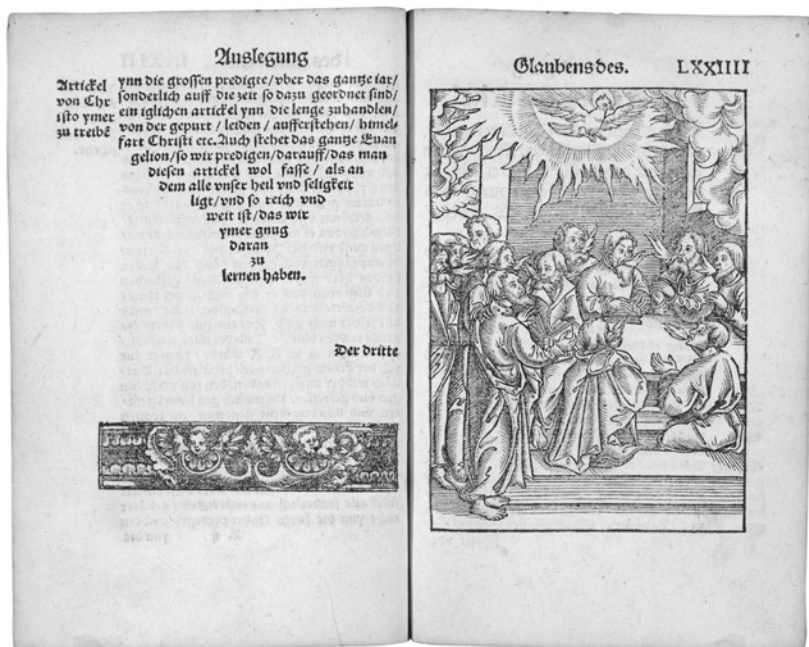 Auslegung
Artickel
von Chr
isto ymer
zu treibē
ynn die grossen predigte/vber das gantze iar/
sonderlich auff die zeit so dazu geordnet sind/
ein iglichen artickel ynn die lenge zuhandlen/
von der gepurt / leiden / aufferstehen / himel-
fart Christi etc. Auch stehet das gantze Euan
gelion/so wir predigen/darauff/das man
diesen artickel wol fasse / als an
dem alle vnser heil vnd seligkeit
ligt/vnd so reich vnd
weit ist/das wir
ymer gnug
daran
zu
lernen haben.
Der dritte
Glaubens des. LXXIIII